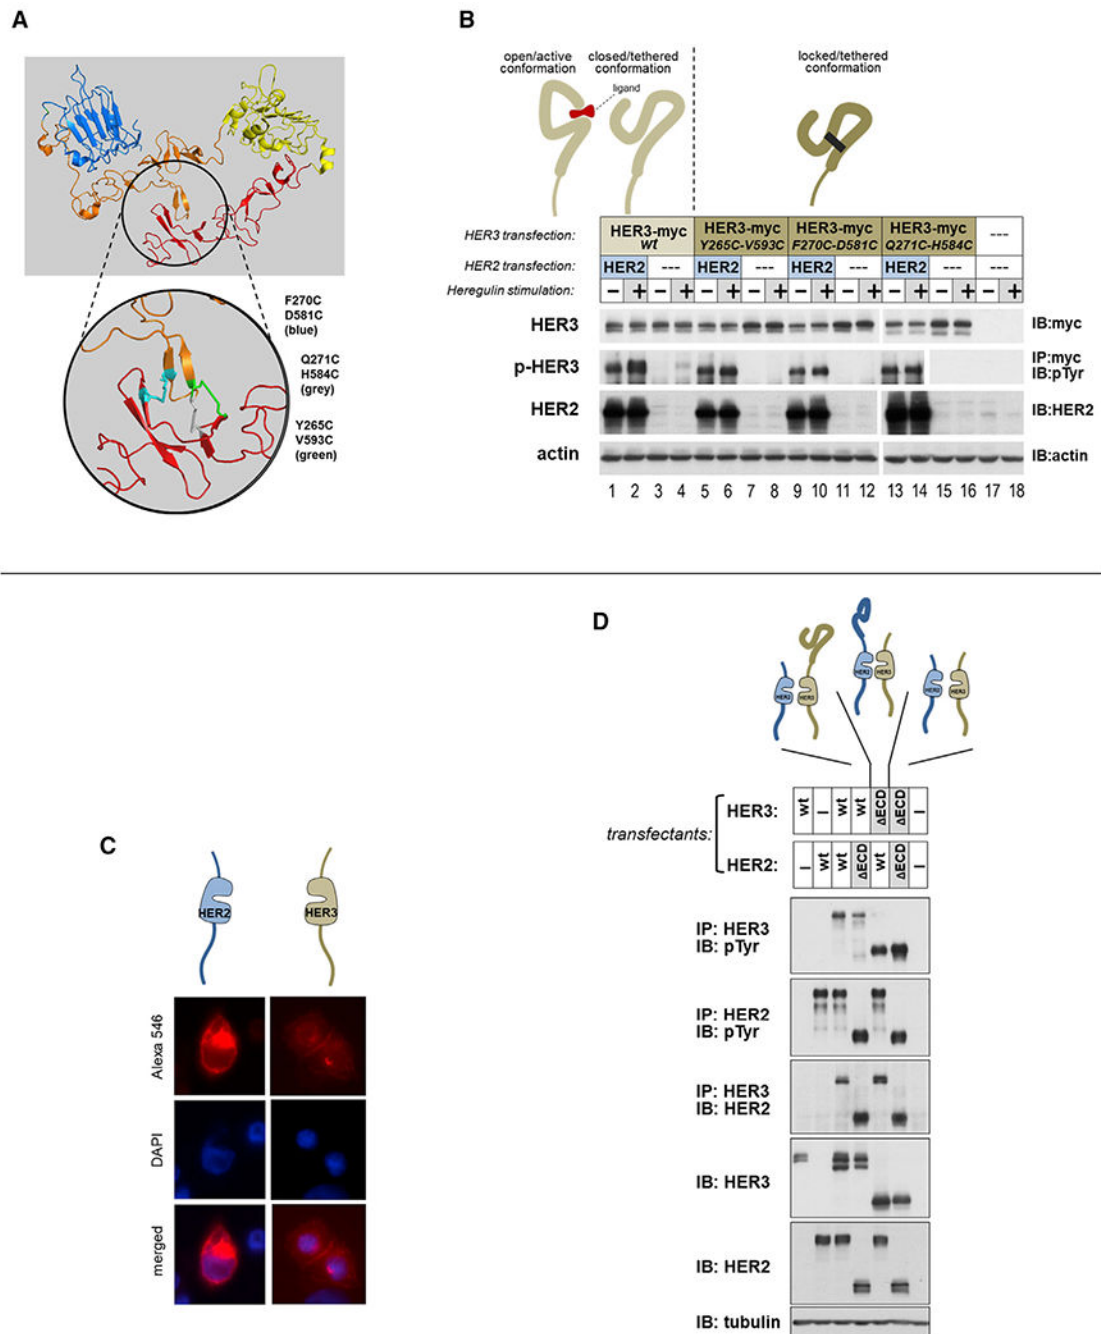 A
F270C
D581C
(blue)
Q271C
H584C
(grey)
Y265C
V593C
(green)
B
open/active
conformation
closed/tethered
conformation
ligand
locked/tethered
conformation
HER3 transfection:
HER3-myc
wt
HER3-myc
Y265C-V593C
HER3-myc
F270C-D581C
HER3-myc
Q271C-H584C
---
HER2 transfection:
HER2 --- HER2 --- HER2 --- HER2 --- ---
Heregulin stimulation:
– + – + – + – + – + – + – + – + – +
HER3 IB:myc
p-HER3
IP:myc
IB:pTyr
HER2 IB:HER2
actin IB:actin
1 2 3 4 5 6 7 8 9 10 11 12 13 14 15 16 17 18
C
HER2 HER3
Alexa 546
DAPI
merged
D
HER2 HER3
HER2 HER3
HER2 HER3
transfectants:
HER3: wt – wt wt ΔECD ΔECD –
HER2: – wt wt ΔECD wt ΔECD –
IP: HER3
IB: pTyr
IP: HER2
IB: pTyr
IP: HER3
IB: HER2
IB: HER3
IB: HER2
IB: tubulin